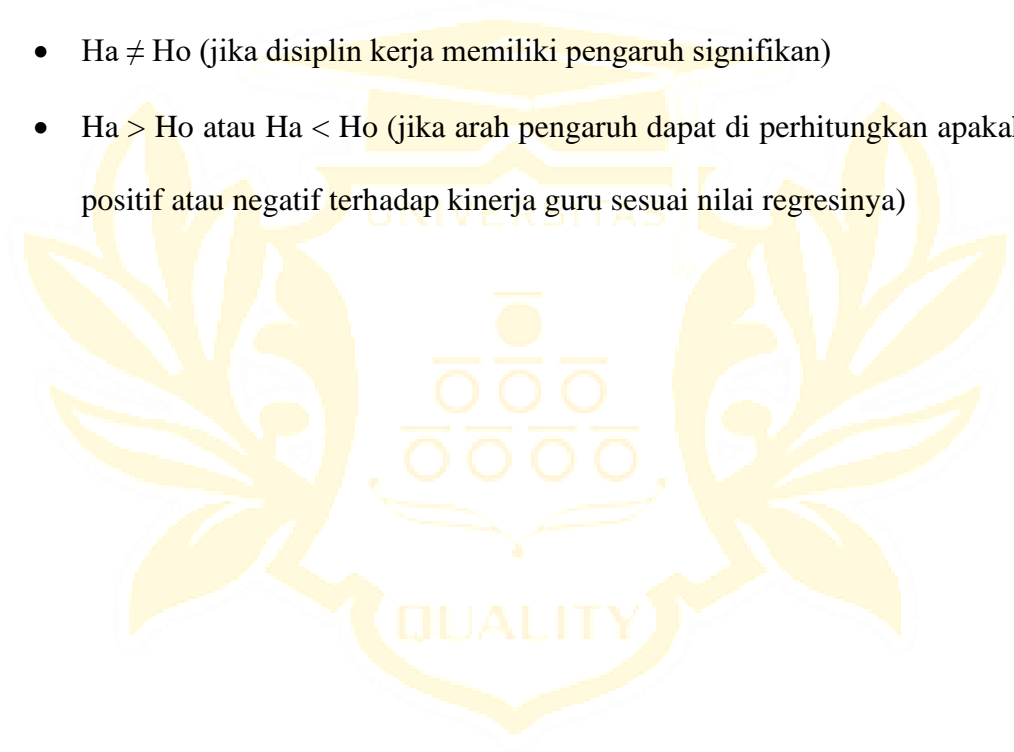 • Ha ≠ Ho (jika disiplin kerja memiliki pengaruh signifikan)
• Ha > Ho atau Ha < Ho (jika arah pengaruh dapat di perhitungkan apakah
positif atau negatif terhadap kinerja guru sesuai nilai regresinya)
UNIVERSITAS
QUALITY